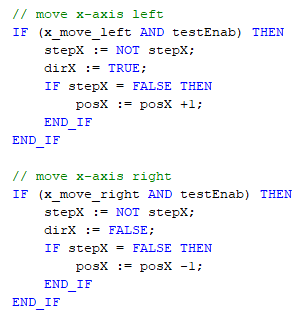 // move x-axis left
IF (x_move_left AND testEnab) THEN
    stepX := NOT stepX;
    dirX := TRUE;
    IF stepX = FALSE THEN
        posX := posX +1;
    END_IF
END_IF

// move x-axis right
IF (x_move_right AND testEnab) THEN
    stepX := NOT stepX;
    dirX := FALSE;
    IF stepX = FALSE THEN
        posX := posX -1;
    END_IF
END_IF